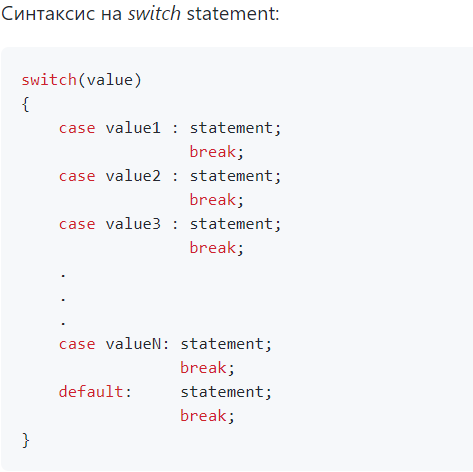 Синтаксис на switch statement:
switch(value)
{
    case value1 : statement;
                  break;
    case value2 : statement;
                  break;
    case value3 : statement;
                  break;
    .
    .
    .
    case valueN: statement;
                 break;
    default:     statement;
                 break;
}